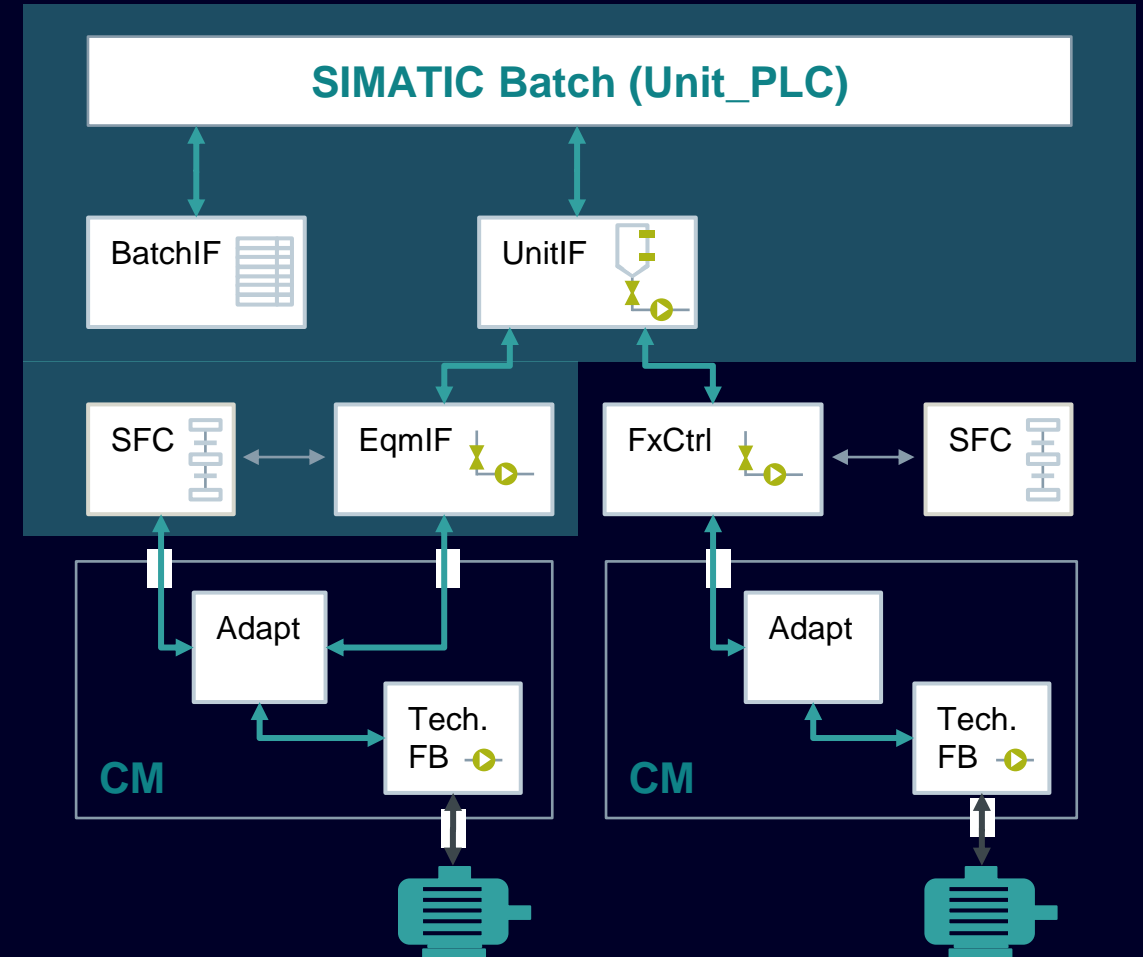 SIMATIC Batch (Unit_PLC)
BatchIF
UnitIF
SFC
EqmIF
FxCtrl
SFC
Adapt
Tech.
FB
CM
Adapt
Tech.
FB
CM